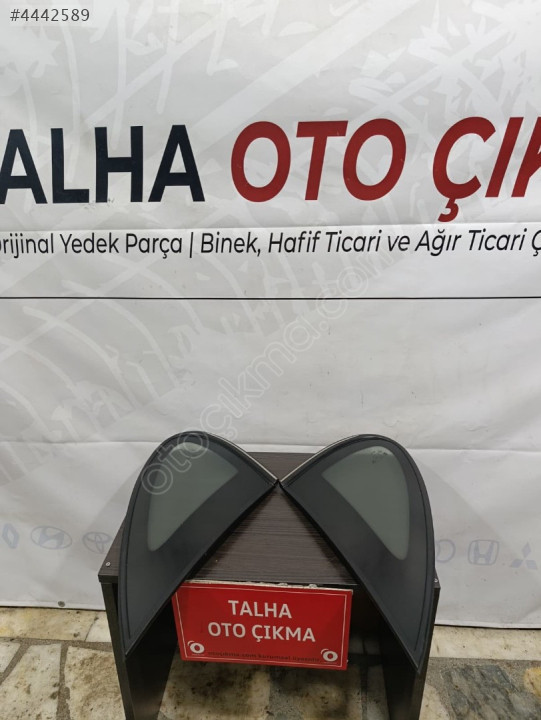 #4442589
ALHA OTO ÇIK
Orijinal Yedek Parça | Binek, Hafif Ticari ve Ağır Ticari Ç
otoçıkma.com
TALHA
OTO ÇIKMA